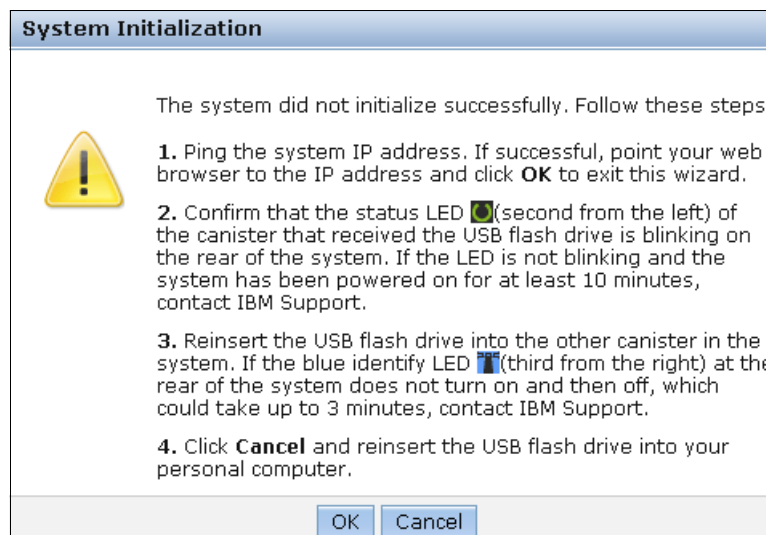 System Initialization
The system did not initialize successfully. Follow these steps
1. Ping the system IP address. If successful, point your web
browser to the IP address and click OK to exit this wizard.
2. Confirm that the status LED (second from the left) of
the canister that received the USB flash drive is blinking on
the rear of the system. If the LED is not blinking and the
system has been powered on for at least 10 minutes,
contact IBM Support.
3. Reinsert the USB flash drive into the other canister in the
system. If the blue identify LED (third from the right) at the
rear of the system does not turn on and then off, which
could take up to 3 minutes, contact IBM Support.
4. Click Cancel and reinsert the USB flash drive into your
personal computer.
OK Cancel